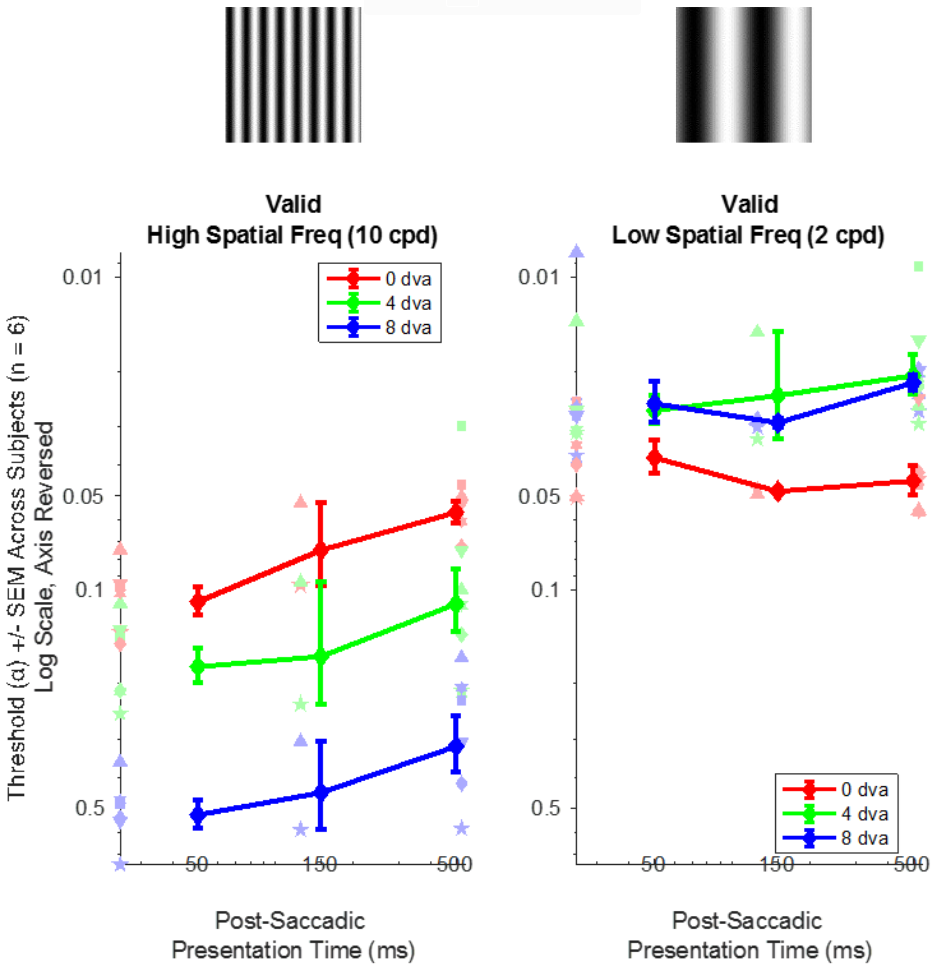 Valid
High Spatial Freq (10 cpd)
Threshold (α) +/- SEM Across Subjects (n = 6)
Log Scale, Axis Reversed
0.01
0.05
0.1
0.5
0 dva
4 dva
8 dva
50
150
500
Post-Saccadic
Presentation Time (ms)
Valid
Low Spatial Freq (2 cpd)
0.01
0.05
0.1
0.5
0 dva
4 dva
8 dva
50
150
500
Post-Saccadic
Presentation Time (ms)